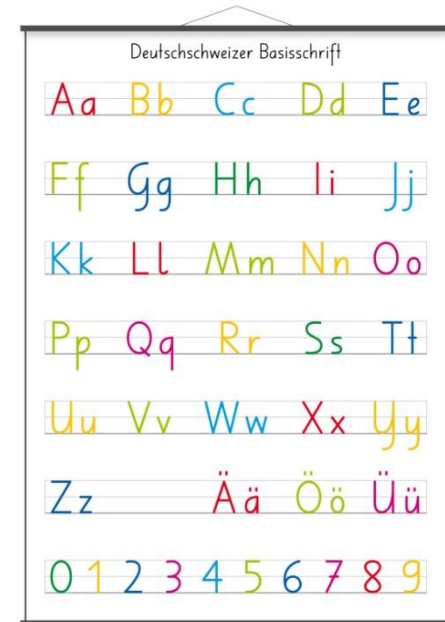 Deutschschweizer Basisschrift
Aa Bb Cc Dd Ee
Ff Gg Hh Ii Jj
Kk Ll Mm Nn Oo
Pp Qq Rr Ss Tt
Uu Vv Ww Xx Yy
Zz Ää Öö Üü
0 1 2 3 4 5 6 7 8 9